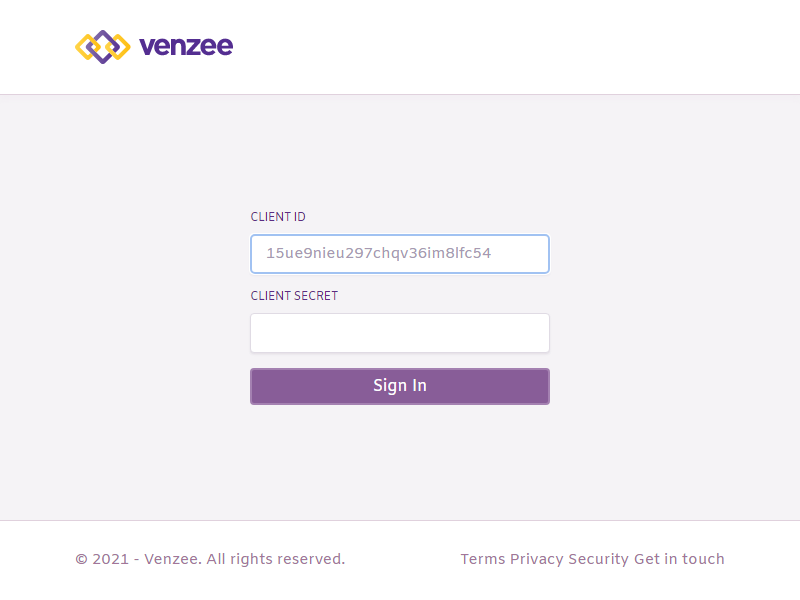 venzee
CLIENT ID
15ue9nieu297chqv36im8lfc54
CLIENT SECRET
Sign In
© 2021 - Venzee. All rights reserved.
Terms Privacy Security Get in touch